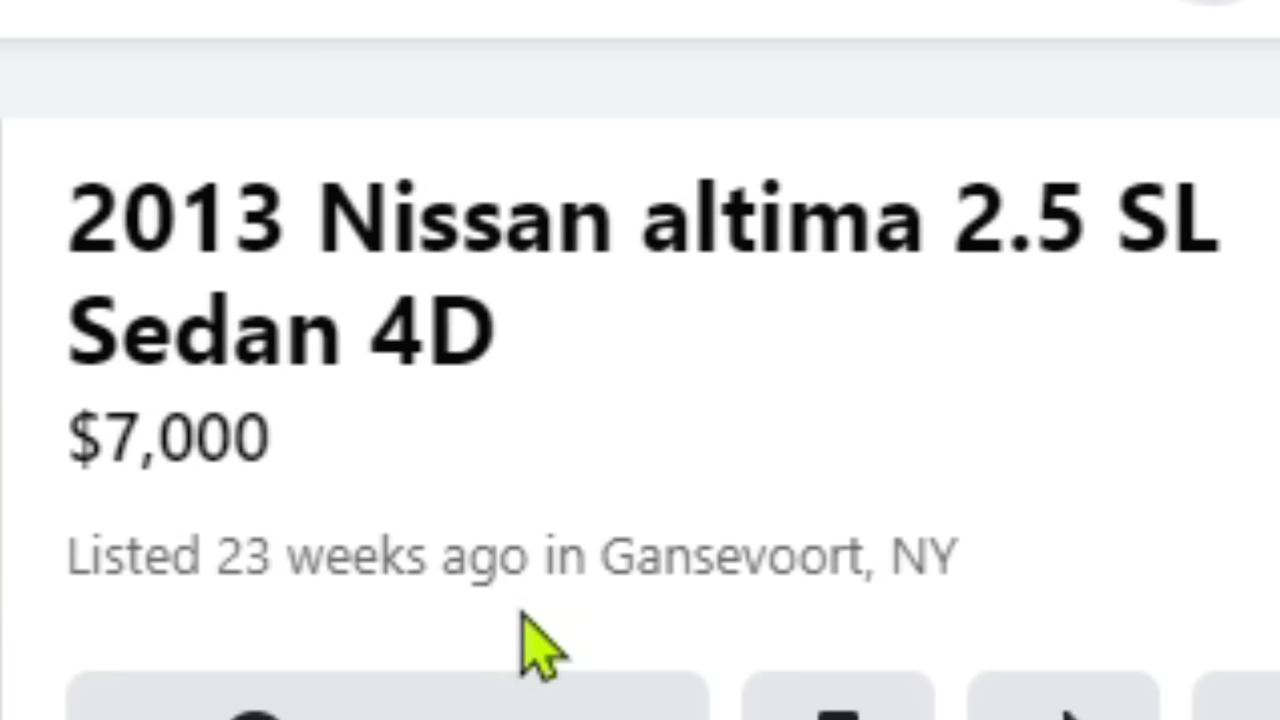 2013 Nissan altima 2.5 SL
Sedan 4D
$7,000
Listed 23 weeks ago in Gansevoort, NY